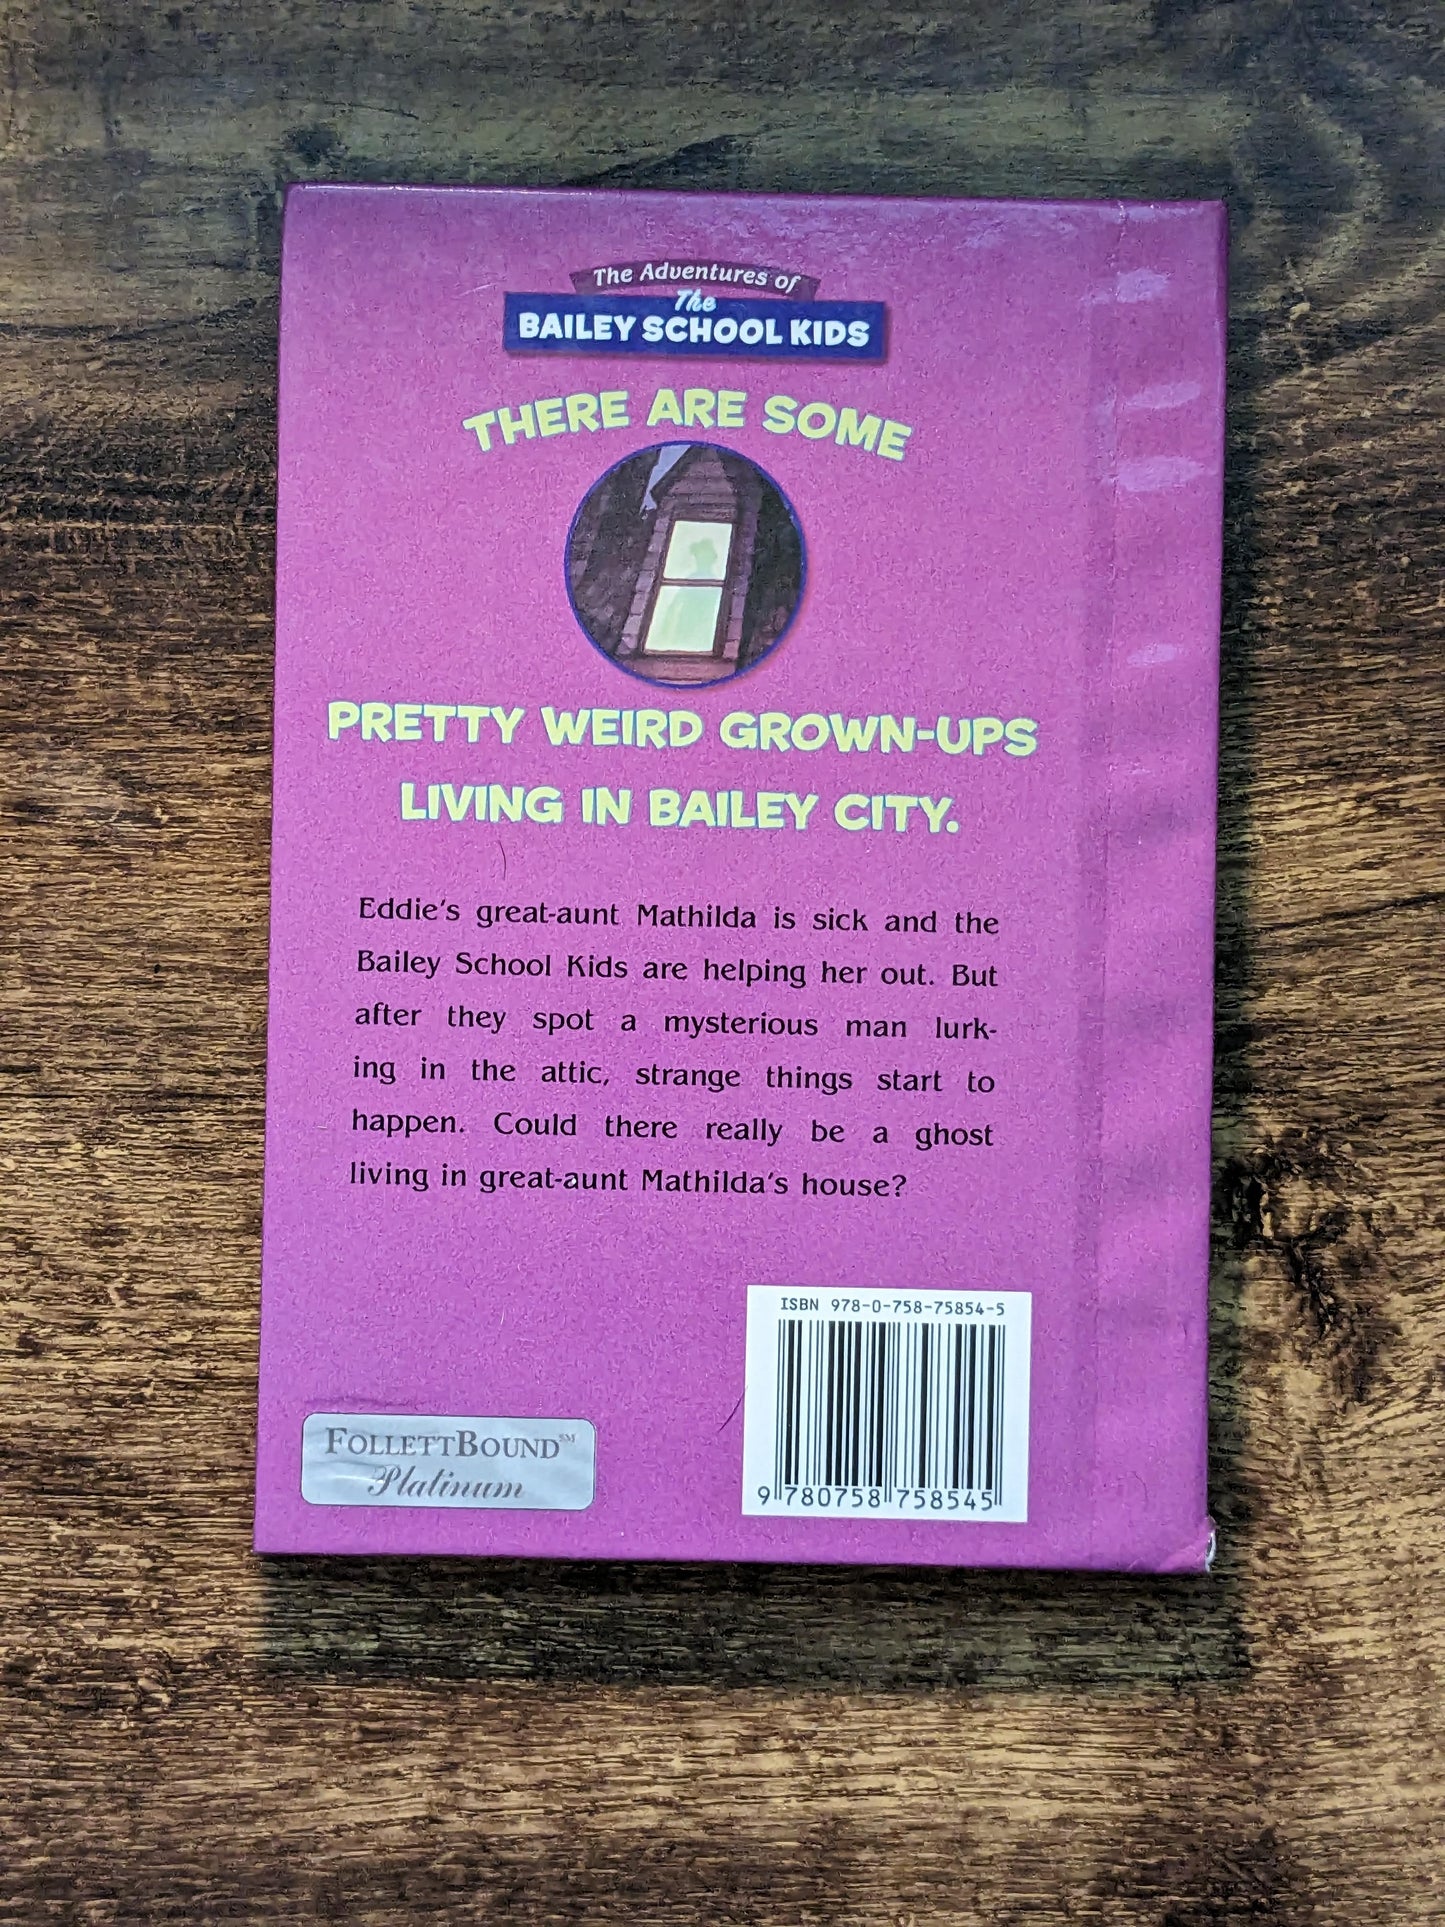 The Adventures of
The
BAILEY SCHOOL KIDS
THERE ARE SOME
PRETTY WEIRD GROWN-UPS
LIVING IN BAILEY CITY.
Eddie's great-aunt Mathilda is sick and the
Bailey School Kids are helping her out. But
after they spot a mysterious man lurk-
ing in the attic, strange things start to
happen. Could there really be a ghost
living in great-aunt Mathilda's house?
ISBN 978-0-758-75854-5
9 780758 758545
FOLLETTBOUND℠
Platinum